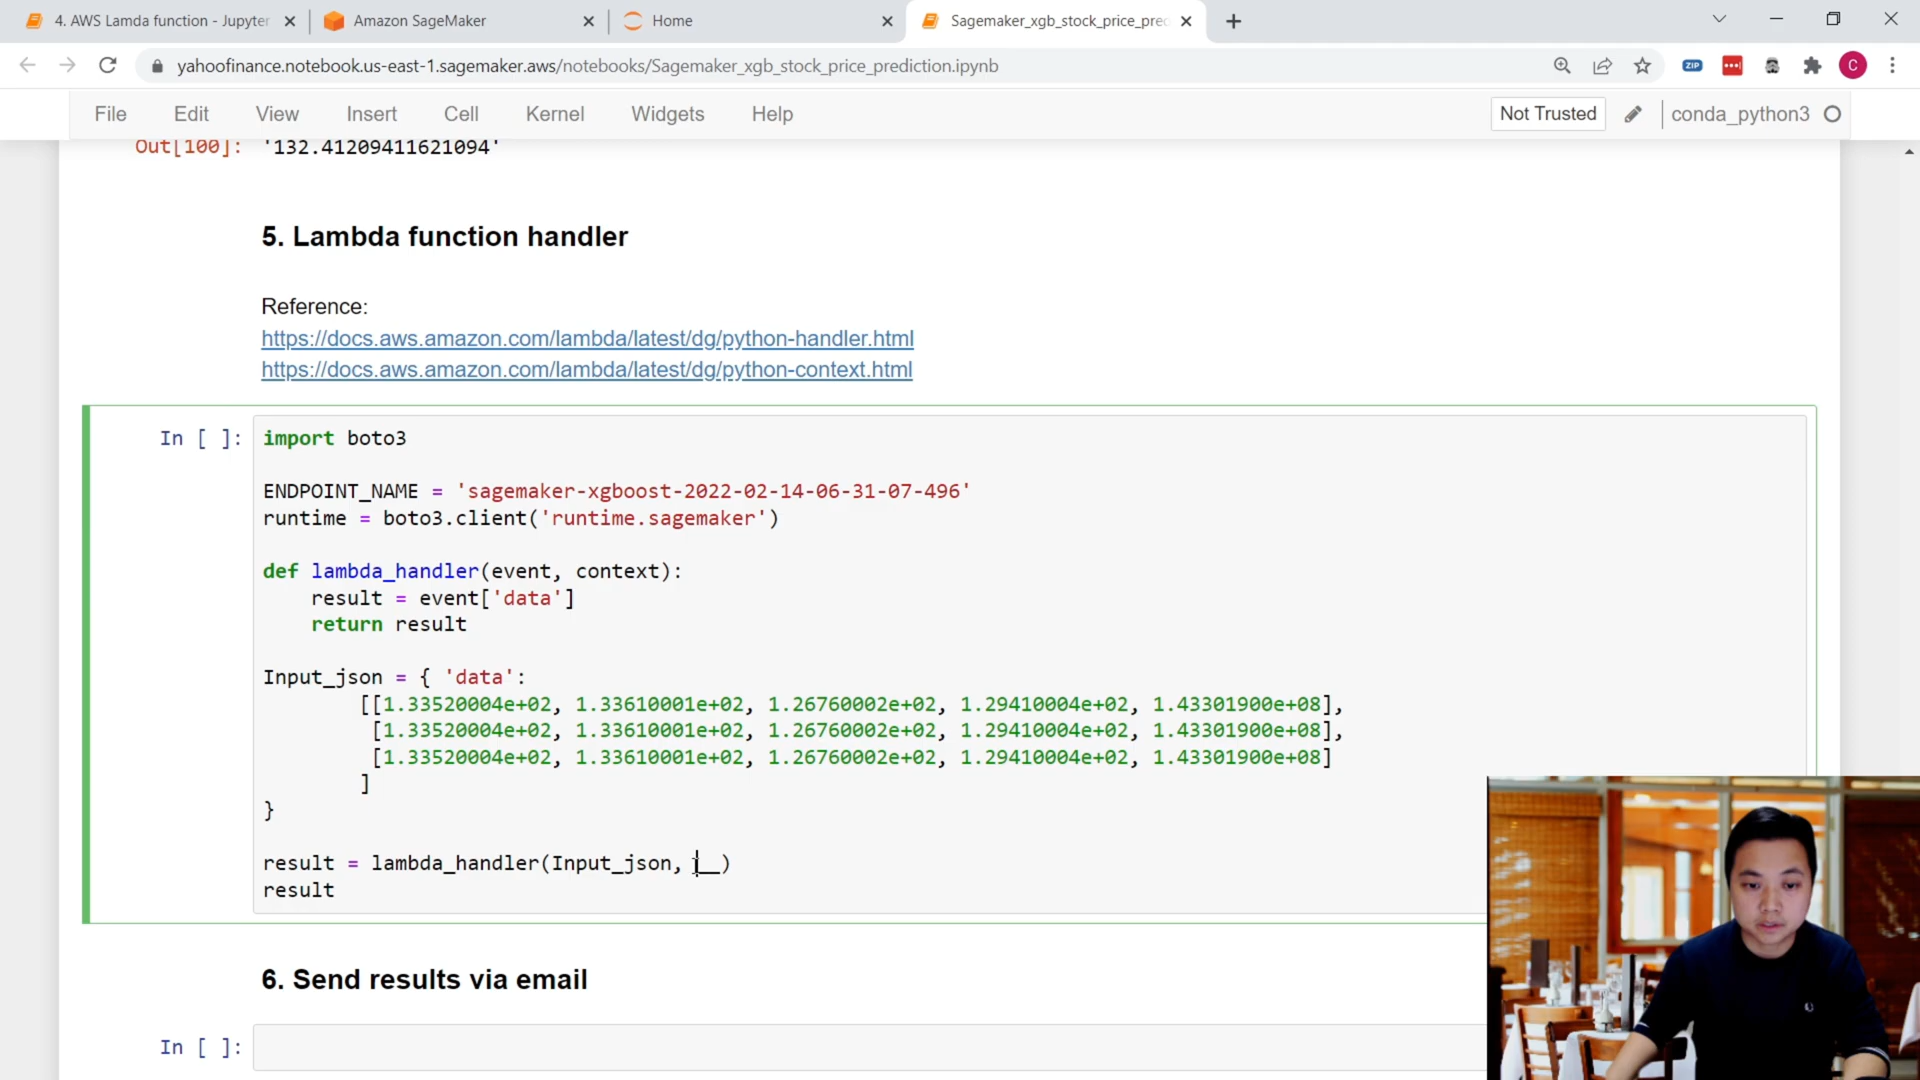 4. AWS Lamda function - Jupyter
Amazon SageMaker
Home
Sagemaker_xgb_stock_price_pred
yahoofinance.notebook.us-east-1.sagemaker.aws/notebooks/Sagemaker_xgb_stock_price_prediction.ipynb
ZIP
C
File Edit View Insert Cell Kernel Widgets Help
Not Trusted
conda_python3
Out[100]: '132.41209411621094'
5. Lambda function handler
Reference:
https://docs.aws.amazon.com/lambda/latest/dg/python-handler.html
https://docs.aws.amazon.com/lambda/latest/dg/python-context.html
In [ ]: import boto3
ENDPOINT_NAME = 'sagemaker-xgboost-2022-02-14-06-31-07-496'
runtime = boto3.client('runtime.sagemaker')
def lambda_handler(event, context):
result = event['data']
return result
Input_json = { 'data':
[[1.33520004e+02, 1.33610001e+02, 1.26760002e+02, 1.29410004e+02, 1.43301900e+08],
[1.33520004e+02, 1.33610001e+02, 1.26760002e+02, 1.29410004e+02, 1.43301900e+08],
[1.33520004e+02, 1.33610001e+02, 1.26760002e+02, 1.29410004e+02, 1.43301900e+08]
]
}
result = lambda_handler(Input_json, __)
result
6. Send results via email
In [ ]: